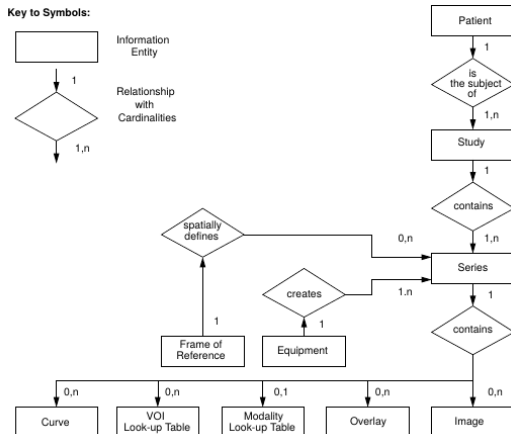 Key to Symbols:
Information
Entity
1
Relationship
with
Cardinalities
1,n
Patient
1
is
the subject
of
1,n
Study
1
contains
1,n
spatially
defines
0,n
Series
creates
1.n
1
1
1
contains
Frame of
Reference
Equipment
0,n
0,n
0,1
0,n
0,n
Curve
VOI
Look-up Table
Modality
Look-up Table
Overlay
Image